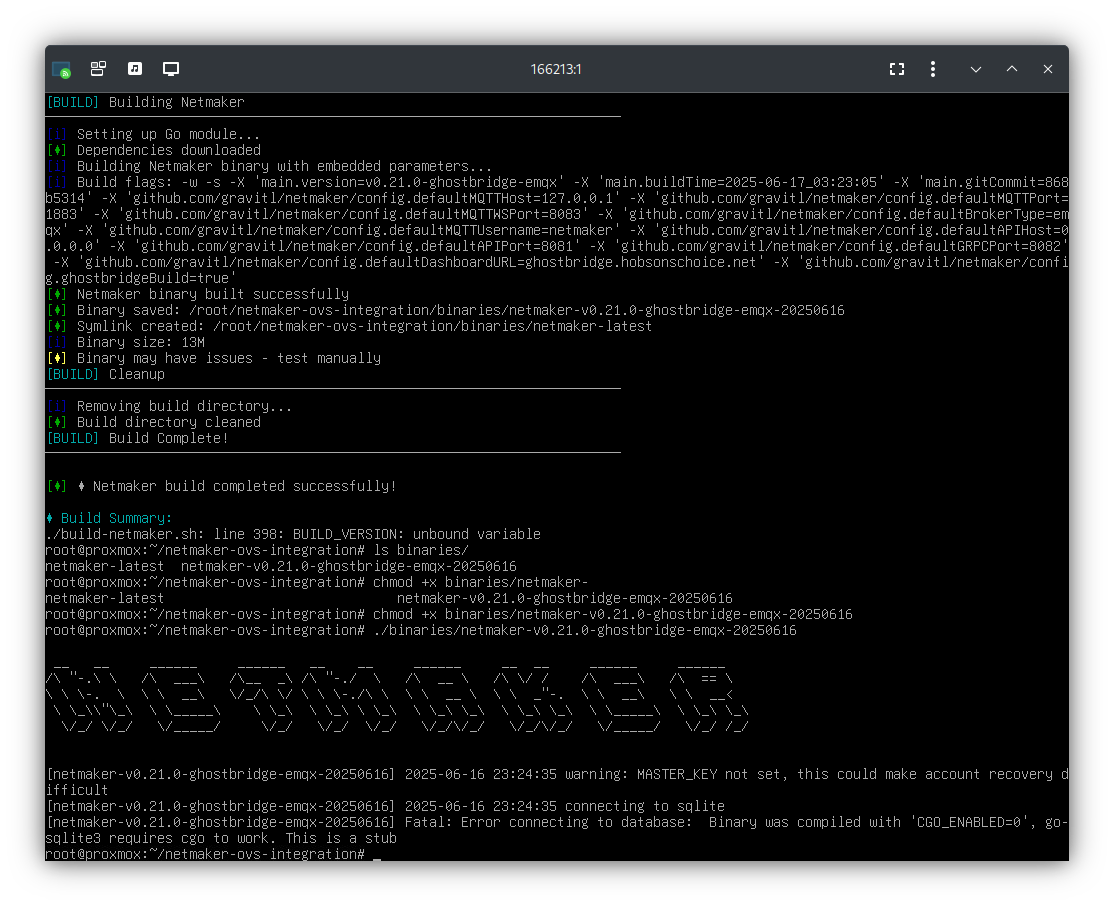 166213:1
[BUILD] Building Netmaker
[i] Setting up Go module...
[♦] Dependencies downloaded
[i] Building Netmaker binary with embedded parameters...
[i] Build flags: -w -s -X 'main.version=v0.21.0-ghostbridge-emqx' -X 'main.buildTime=2025-06-17_03:23:05' -X 'main.gitCommit=868
b5314' -X 'github.com/gravitl/netmaker/config.defaultMQTTHost=127.0.0.1' -X 'github.com/gravitl/netmaker/config.defaultMQTTPort=
1883' -X 'github.com/gravitl/netmaker/config.defaultMQTTWSPort=8083' -X 'github.com/gravitl/netmaker/config.defaultBrokerType=em
qx' -X 'github.com/gravitl/netmaker/config.defaultMQTTUsername=netmaker' -X 'github.com/gravitl/netmaker/config.defaultAPIHost=0
.0.0.0' -X 'github.com/gravitl/netmaker/config.defaultAPIPort=8081' -X 'github.com/gravitl/netmaker/config.defaultGRPCPort=8082'
-X 'github.com/gravitl/netmaker/config.defaultDashboardURL=ghostbridge.hobsonschoice.net' -X 'github.com/gravitl/netmaker/confi
g.ghostbridgeBuild=true'
[♦] Netmaker binary built successfully
[♦] Binary saved: /root/netmaker-ovs-integration/binaries/netmaker-v0.21.0-ghostbridge-emqx-20250616
[♦] Symlink created: /root/netmaker-ovs-integration/binaries/netmaker-latest
[i] Binary size: 13M
[♦] Binary may have issues - test manually
[BUILD] Cleanup
[i] Removing build directory...
[♦] Build directory cleaned
[BUILD] Build Complete!
[♦] ♦ Netmaker build completed successfully!
♦ Build Summary:
./build-netmaker.sh: line 398: BUILD_VERSION: unbound variable
root@proxmox:~/netmaker-ovs-integration# ls binaries/
netmaker-latest  netmaker-v0.21.0-ghostbridge-emqx-20250616
root@proxmox:~/netmaker-ovs-integration# chmod +x binaries/netmaker-
netmaker-latest                             netmaker-v0.21.0-ghostbridge-emqx-20250616
root@proxmox:~/netmaker-ovs-integration# chmod +x binaries/netmaker-v0.21.0-ghostbridge-emqx-20250616
root@proxmox:~/netmaker-ovs-integration# ./binaries/netmaker-v0.21.0-ghostbridge-emqx-20250616
NETMAKER
[netmaker-v0.21.0-ghostbridge-emqx-20250616] 2025-06-16 23:24:35 warning: MASTER_KEY not set, this could make account recovery d
ifficult
[netmaker-v0.21.0-ghostbridge-emqx-20250616] 2025-06-16 23:24:35 connecting to sqlite
[netmaker-v0.21.0-ghostbridge-emqx-20250616] Fatal: Error connecting to database:  Binary was compiled with 'CGO_ENABLED=0', go-
sqlite3 requires cgo to work. This is a stub
root@proxmox:~/netmaker-ovs-integration# _